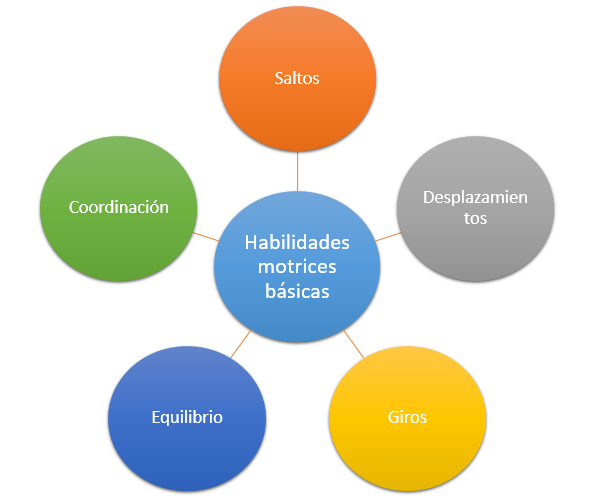 Saltos
Desplazamien
tos
Giros
Equilibrio
Coordinación
Habilidades
motrices
básicas